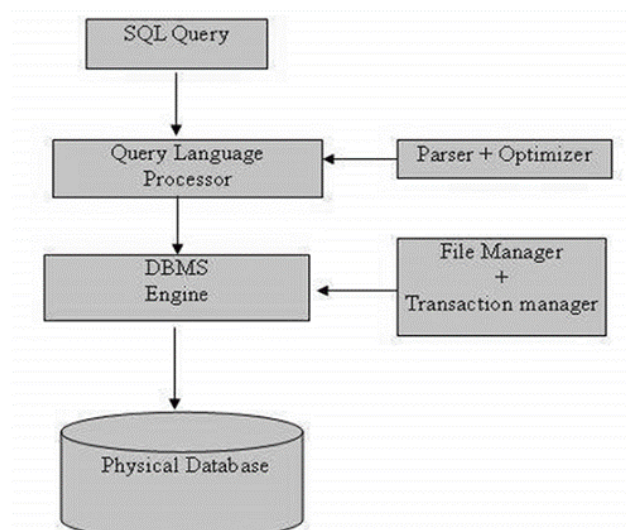 SQL Query
Query Language
Processor
Parser + Optimizer
DBMS
Engine
File Manager
+
Transaction manager
Physical Database